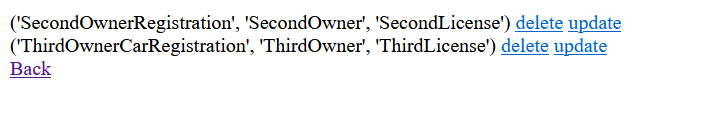 ('SecondOwnerRegistration', 'SecondOwner', 'SecondLicense') delete update
('ThirdOwnerCarRegistration', 'ThirdOwner', 'ThirdLicense') delete update
Back